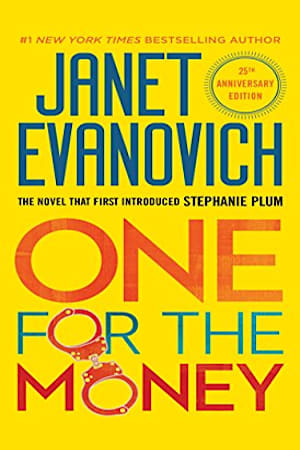 #1 NEW YORK TIMES BESTSELLING AUTHOR
JANET
EVANOVICH
25TH
ANNIVERSARY
EDITION
THE NOVEL THAT FIRST INTRODUCED STEPHANIE PLUM
ONE
FOR THE
MONEY